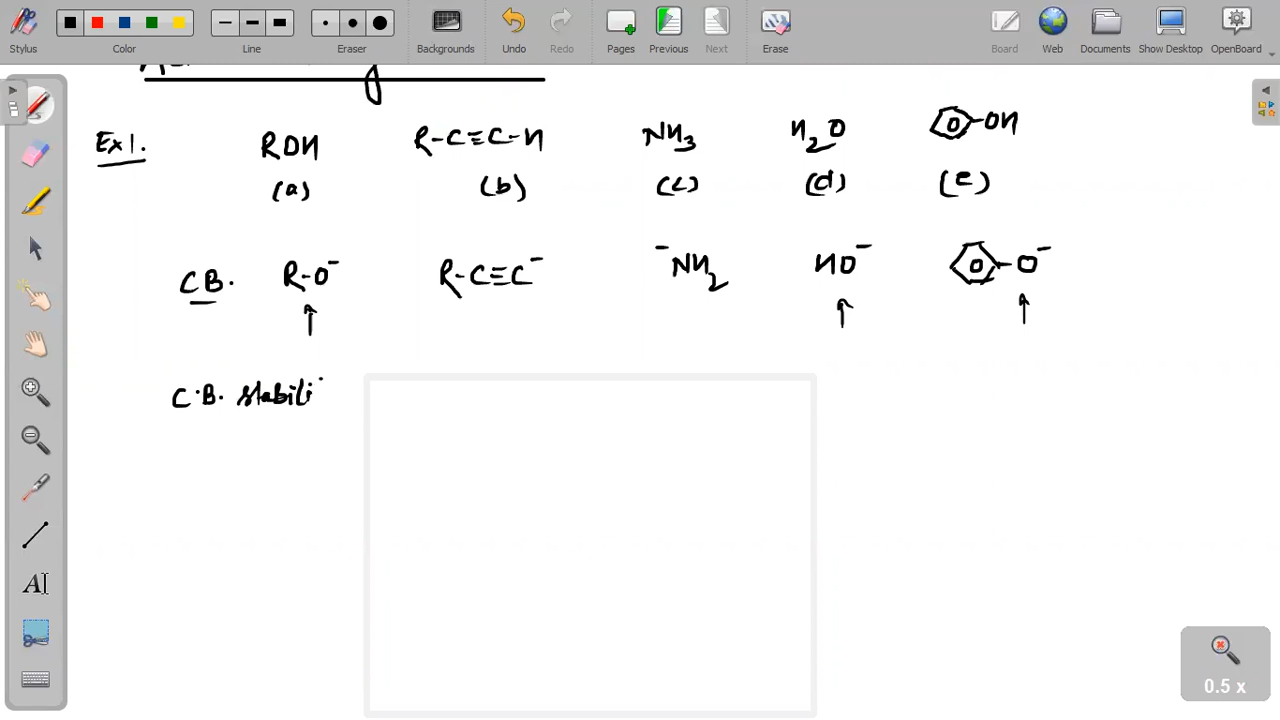 Stylus Color Line Eraser Backgrounds Undo Redo Pages Previous Next Erase Board Web Documents Show Desktop OpenBoard
Ex1. ROH R-C≡C-H NH3 H2O OH
(a) (b) (c) (d) (e)
CB. R-O⁻ R-C≡C⁻ ⁻NH2 HO⁻ O⁻
C.B. stabili
0.5 x